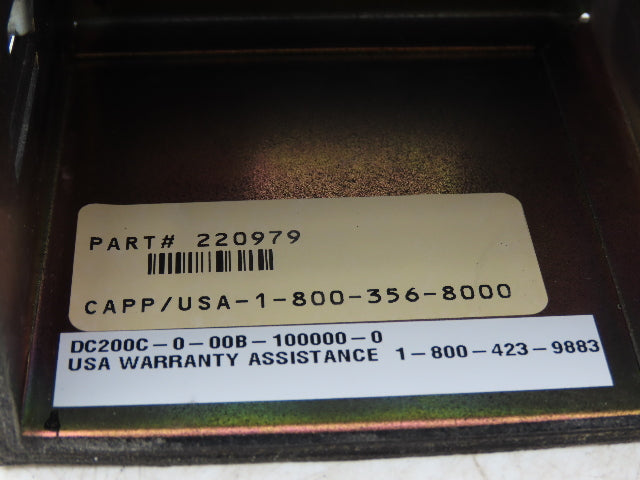 PART# 220979
CAPP/USA-1-800-356-8000
DC200C-0-00B-100000-0
USA WARRANTY ASSISTANCE 1-800-423-9883